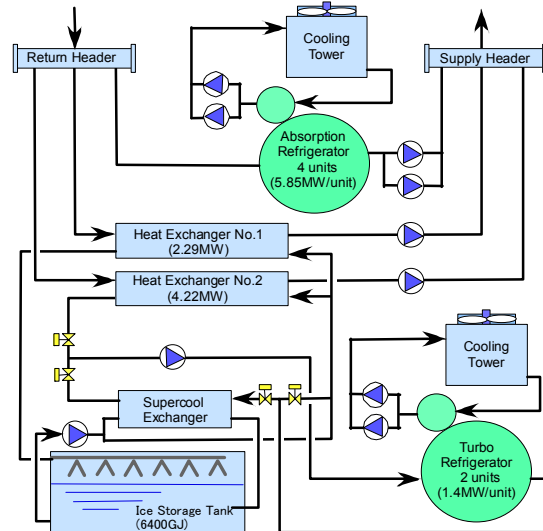 Return Header
Cooling
Tower
Supply Header
Absorption
Refrigerator
4 units
(5.85MW/unit)
Heat Exchanger No.1
(2.29MW)
Heat Exchanger No.2
(4.22MW)
Cooling
Tower
Supercool
Exchanger
Turbo
Refrigerator
2 units
(1.4MW/unit)
Ice Storage Tank
(6400GJ)